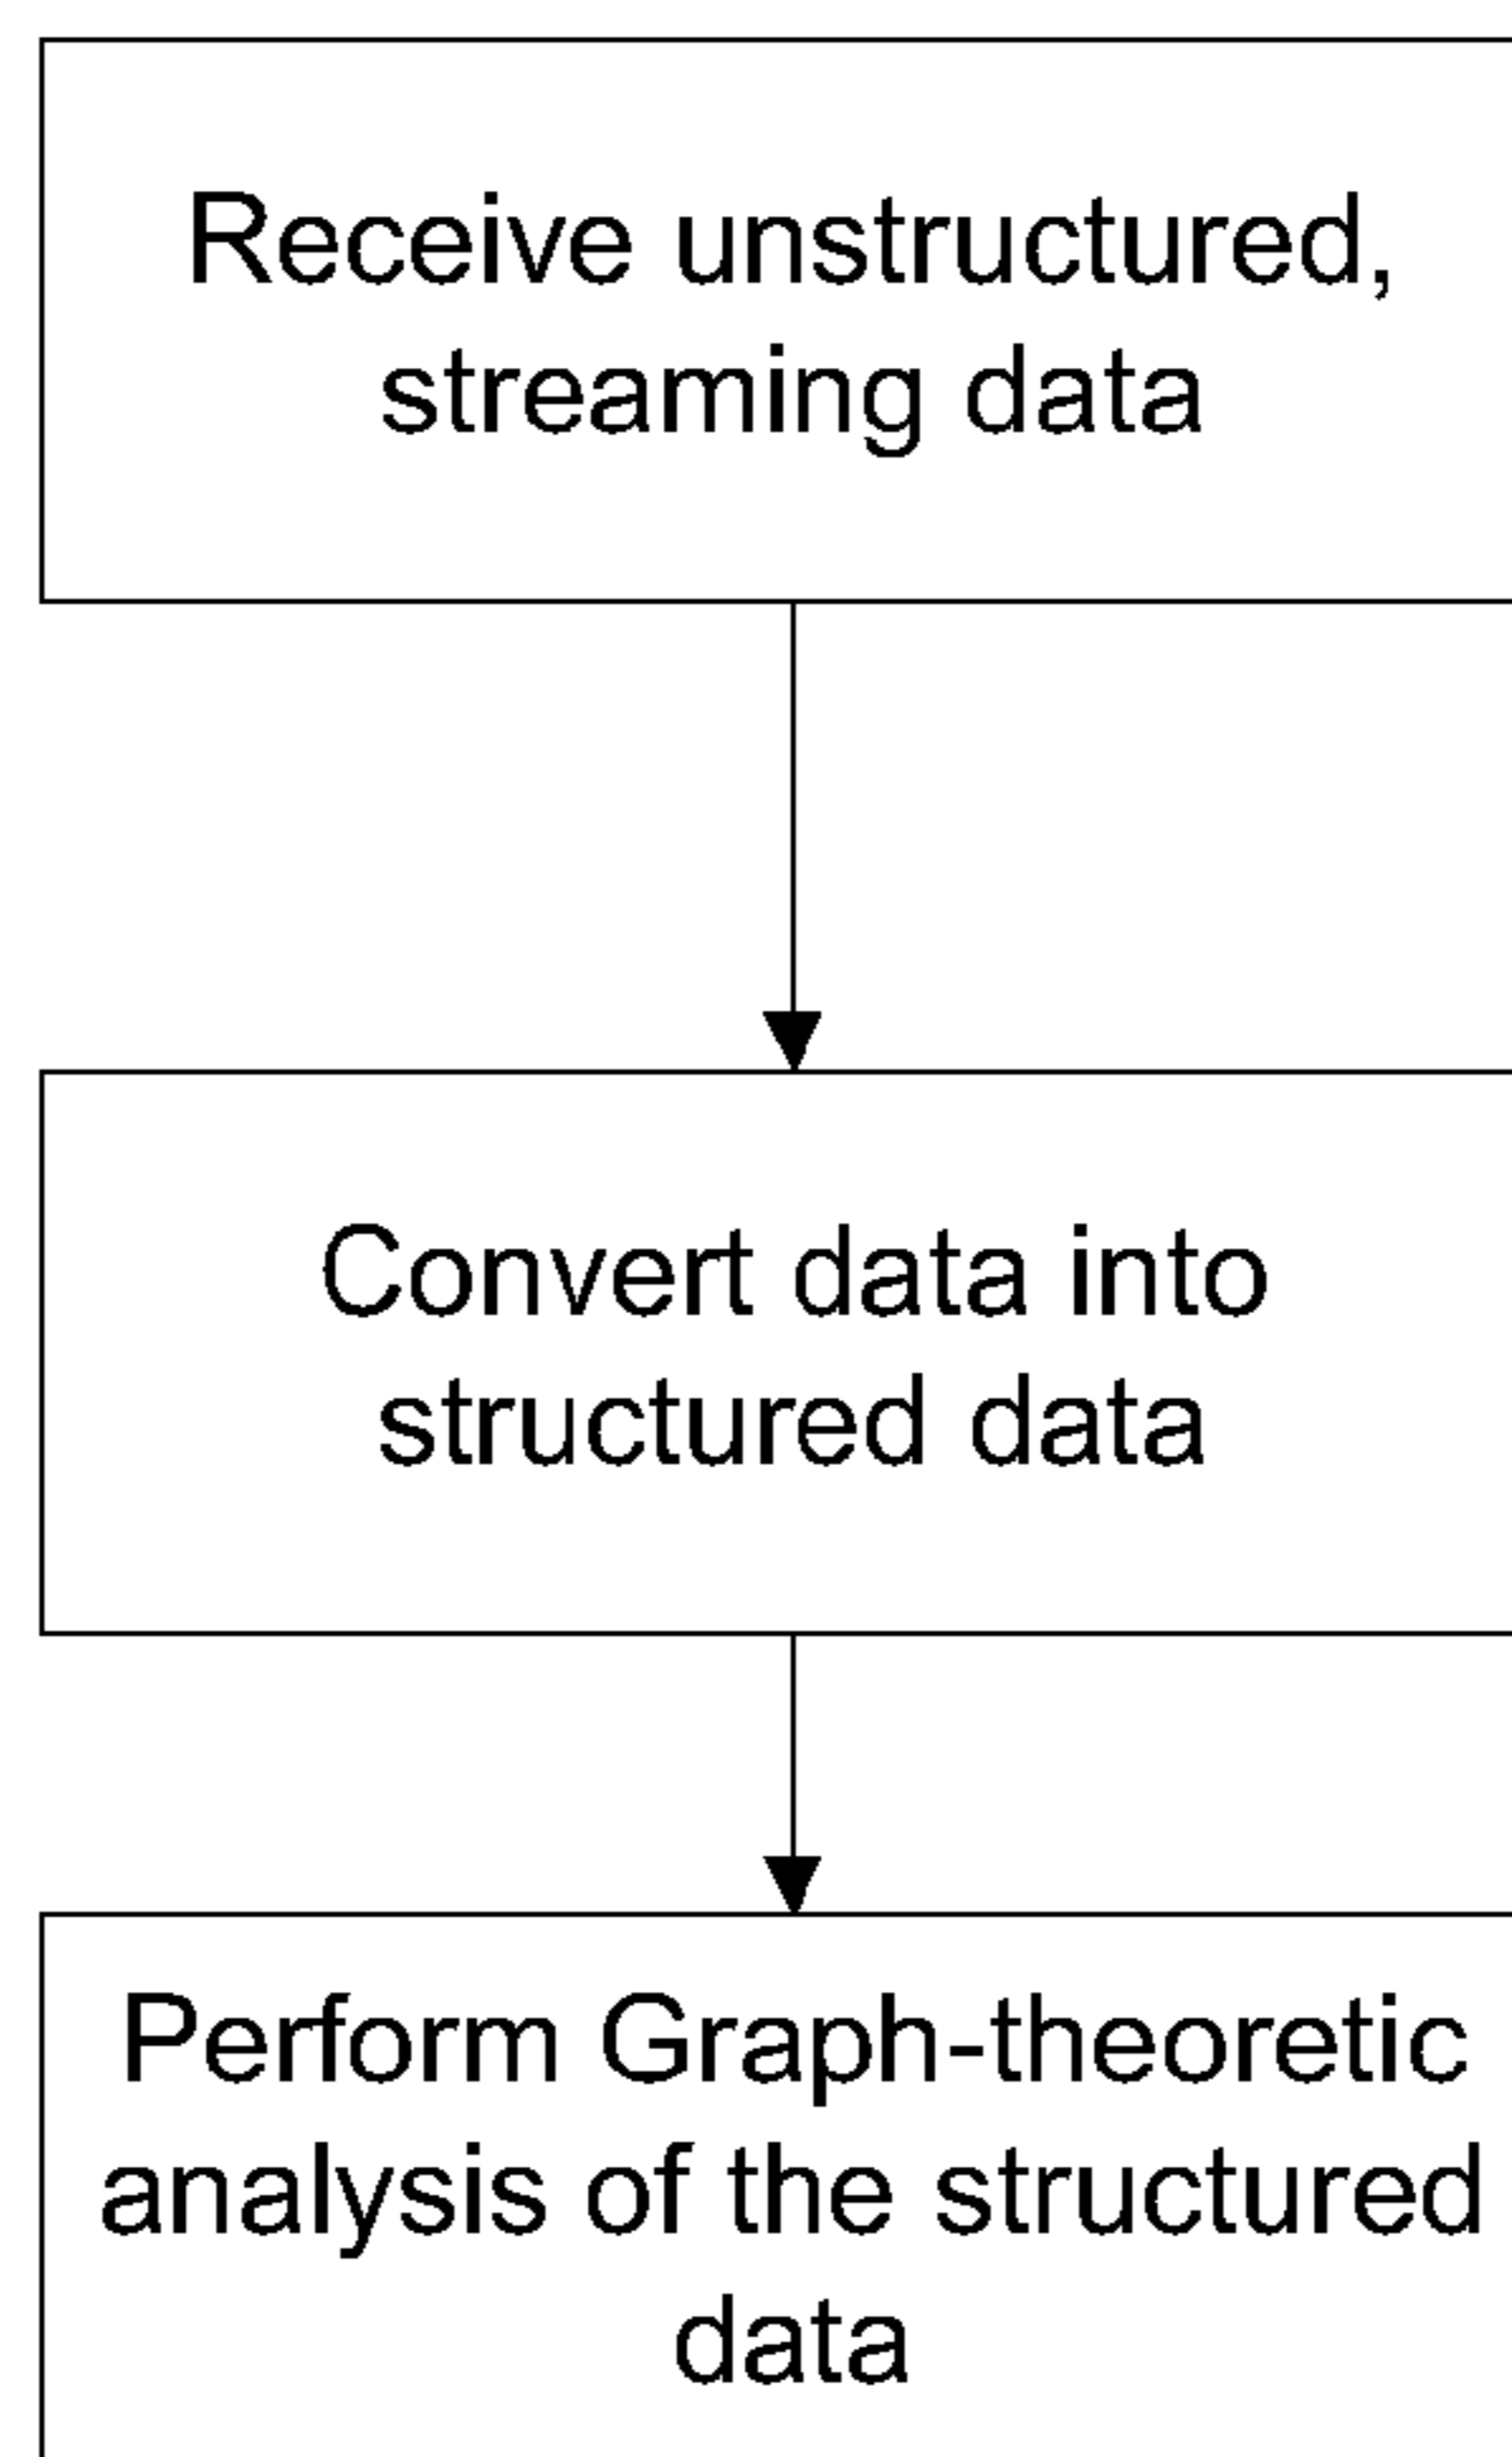 Receive unstructured,
streaming data
Convert data into
structured data
Perform Graph-theoretic
analysis of the structured
data